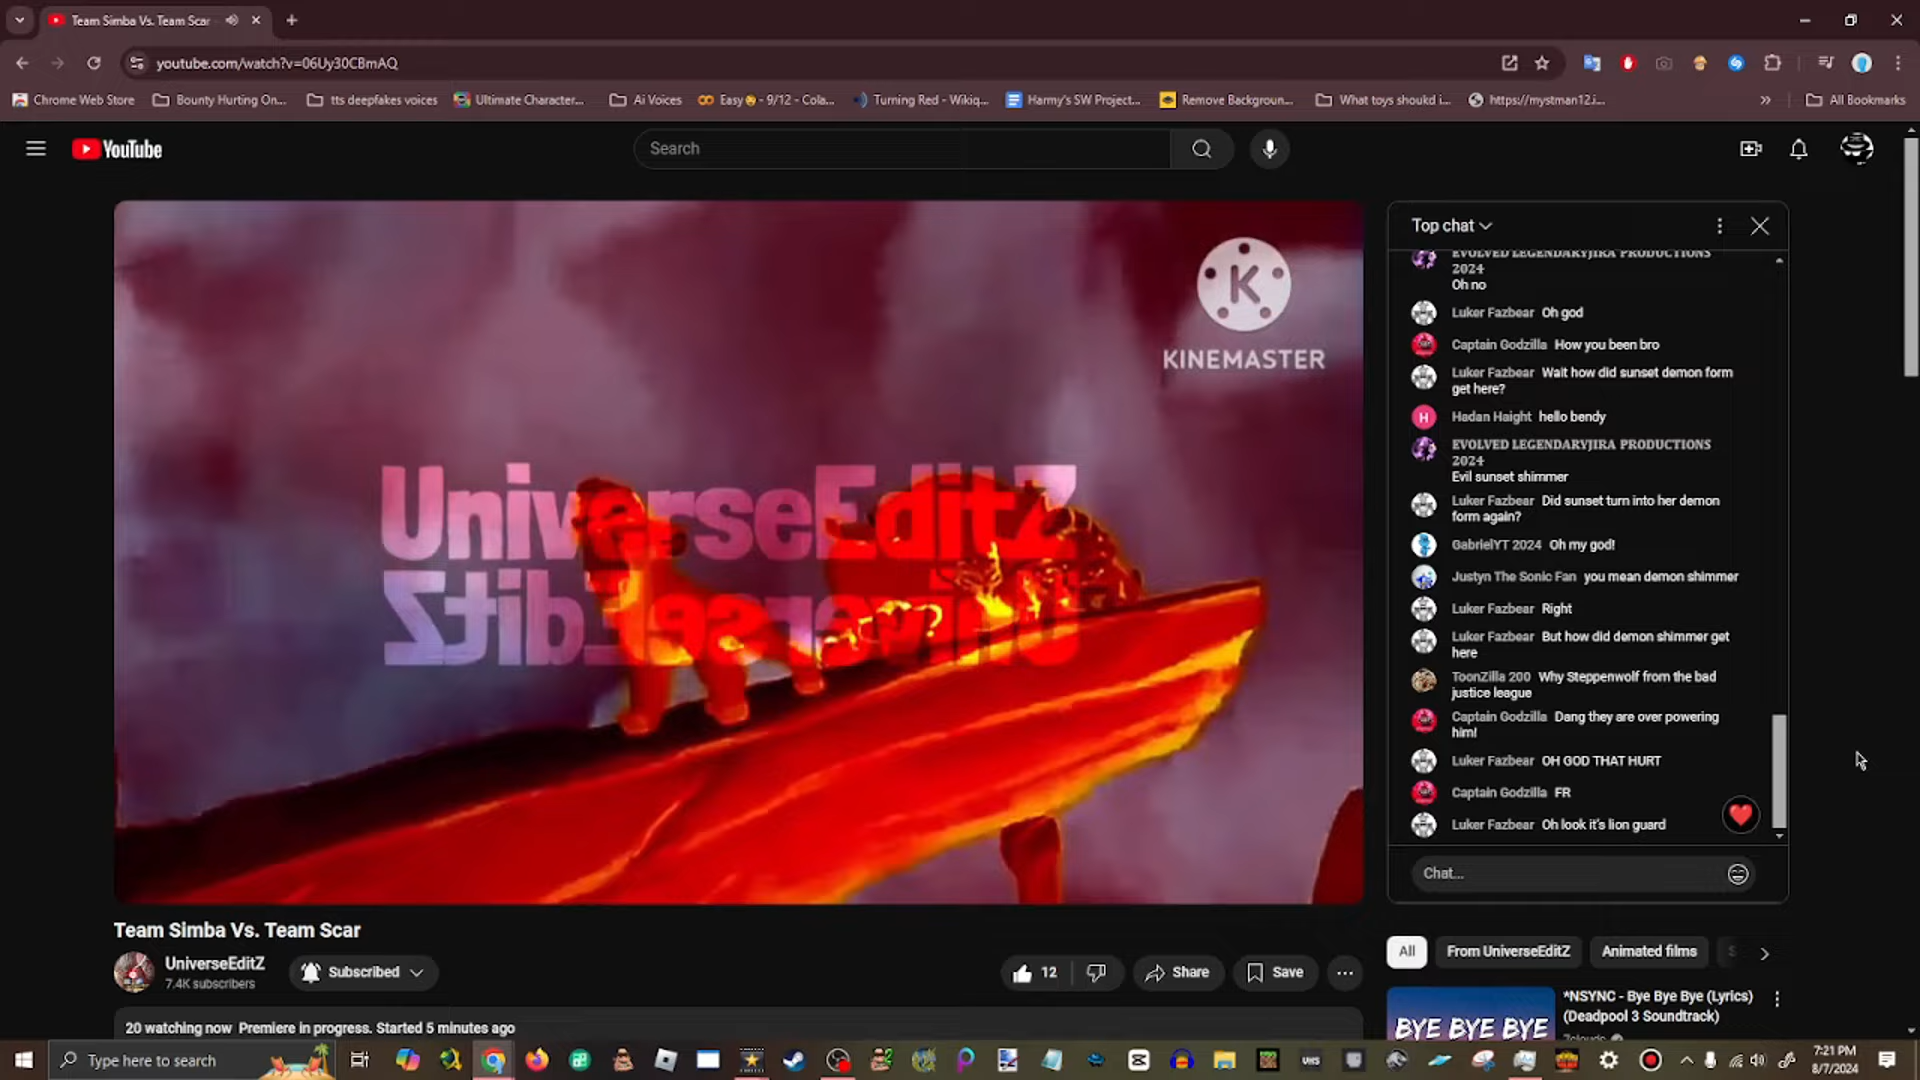 Team Simba Vs. Team Scar
youtube.com/watch?v=06Uy30CBmAQ
Chrome Web Store
Bounty Hurting On...
tts deepfakes voices
Ultimate Character...
Ai Voices
Easy - 9/12 - Cola...
Turning Red - Wikiq...
Harmy's SW Project...
Remove Backgroun...
What toys shoukd i...
https://mystman12.i...
All Bookmarks
YouTube
Search
K
KINEMASTER
UniverseEditZ
UniverseEditZ
Top chat
EVOLVED LEGENDARYJIRA PRODUCTIONS
2024
Oh no
Luker Fazbear Oh god
Captain Godzilla How you been bro
Luker Fazbear Wait how did sunset demon form
get here?
H Hadan Haight hello bendy
EVOLVED LEGENDARYJIRA PRODUCTIONS
2024
Evil sunset shimmer
Luker Fazbear Did sunset turn into her demon
form again?
GabrielYT 2024 Oh my god!
Justyn The Sonic Fan you mean demon shimmer
Luker Fazbear Right
Luker Fazbear But how did demon shimmer get
here
ToonZilla 200 Why Steppenwolf from the bad
justice league
Captain Godzilla Dang they are over powering
him!
Luker Fazbear OH GOD THAT HURT
Captain Godzilla FR
Luker Fazbear Oh look it's lion guard
Chat...
Team Simba Vs. Team Scar
UniverseEditZ
7.4K subscribers
Subscribed
12
Share
Save
20 watching now Premiere in progress. Started 5 minutes ago
All
From UniverseEditZ
Animated films
*NSYNC - Bye Bye Bye (Lyrics)
(Deadpool 3 Soundtrack)
BYE BYE BYE
Type here to search
VHS
7:21 PM
8/7/2024